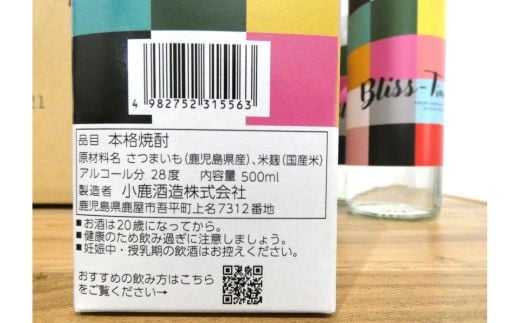 4 982752 315563
品目 本格焼酎
原材料名 さつまいも(鹿児島県産)、米麹(国産米)
アルコール分 28度 内容量 500ml
製造者 小鹿酒造株式会社
鹿児島県鹿屋市吾平町上名7312番地
■お酒は20歳になってから。
■健康のため飲み過ぎに注意しましょう。
■妊娠中・授乳期の飲酒はお控えください。
おすすめの飲み方はこちら
をご覧ください→
21
Bliss-